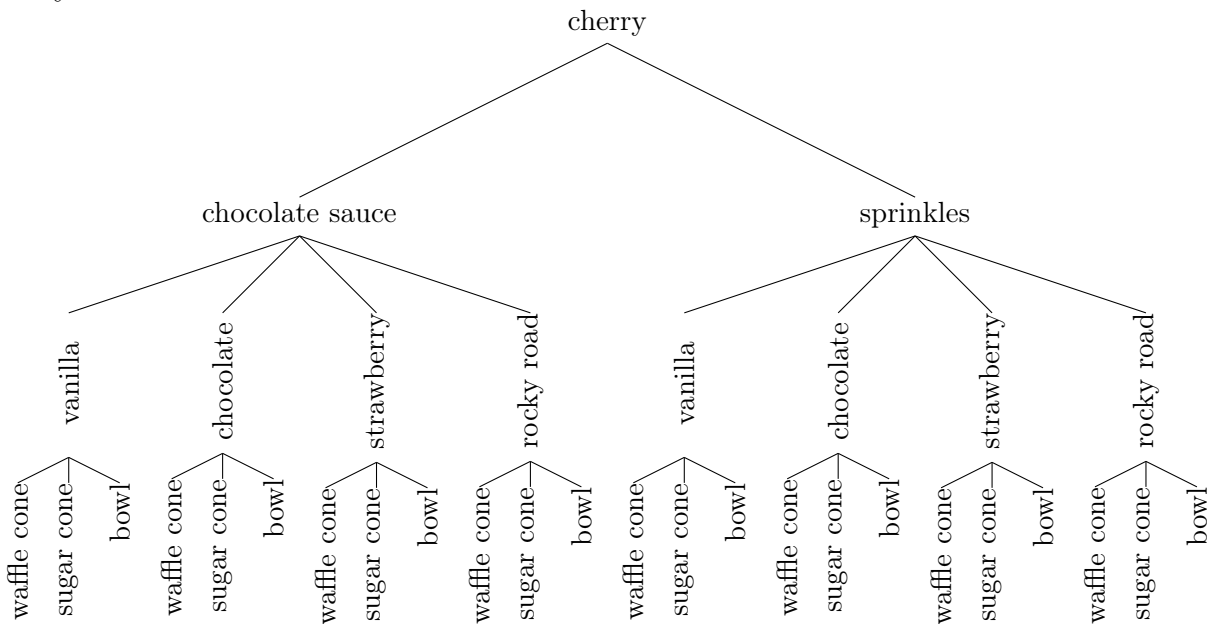 cherry
chocolate sauce sprinkles
vanilla chocolate strawberry rocky road vanilla chocolate strawberry rocky road
waffle cone sugar cone bowl waffle cone sugar cone bowl waffle cone sugar cone bowl waffle cone sugar cone bowl waffle cone sugar cone bowl waffle cone sugar cone bowl waffle cone sugar cone bowl waffle cone sugar cone bowl